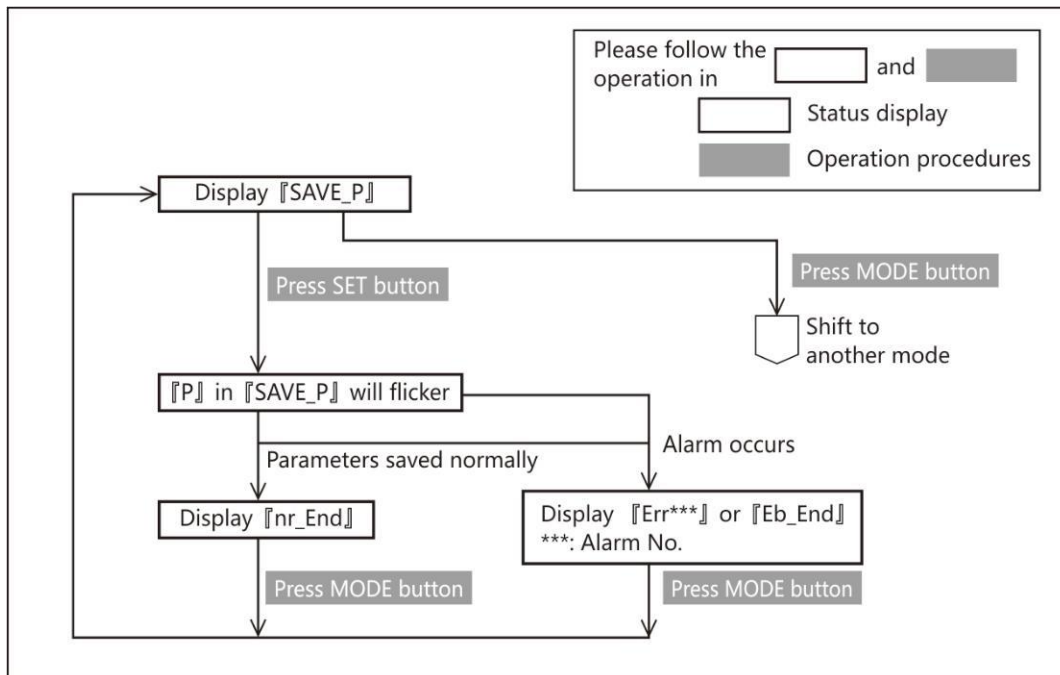 Please follow the
operation in
and
Status display
Operation procedures
Display『SAVE_P』
Press SET button
Press MODE button
Shift to
another mode
『P』in『SAVE_P』will flicker
Parameters saved normally
Alarm occurs
Display『nr_End』
Display 『Err***』or『Eb_End』
***: Alarm No.
Press MODE button
Press MODE button